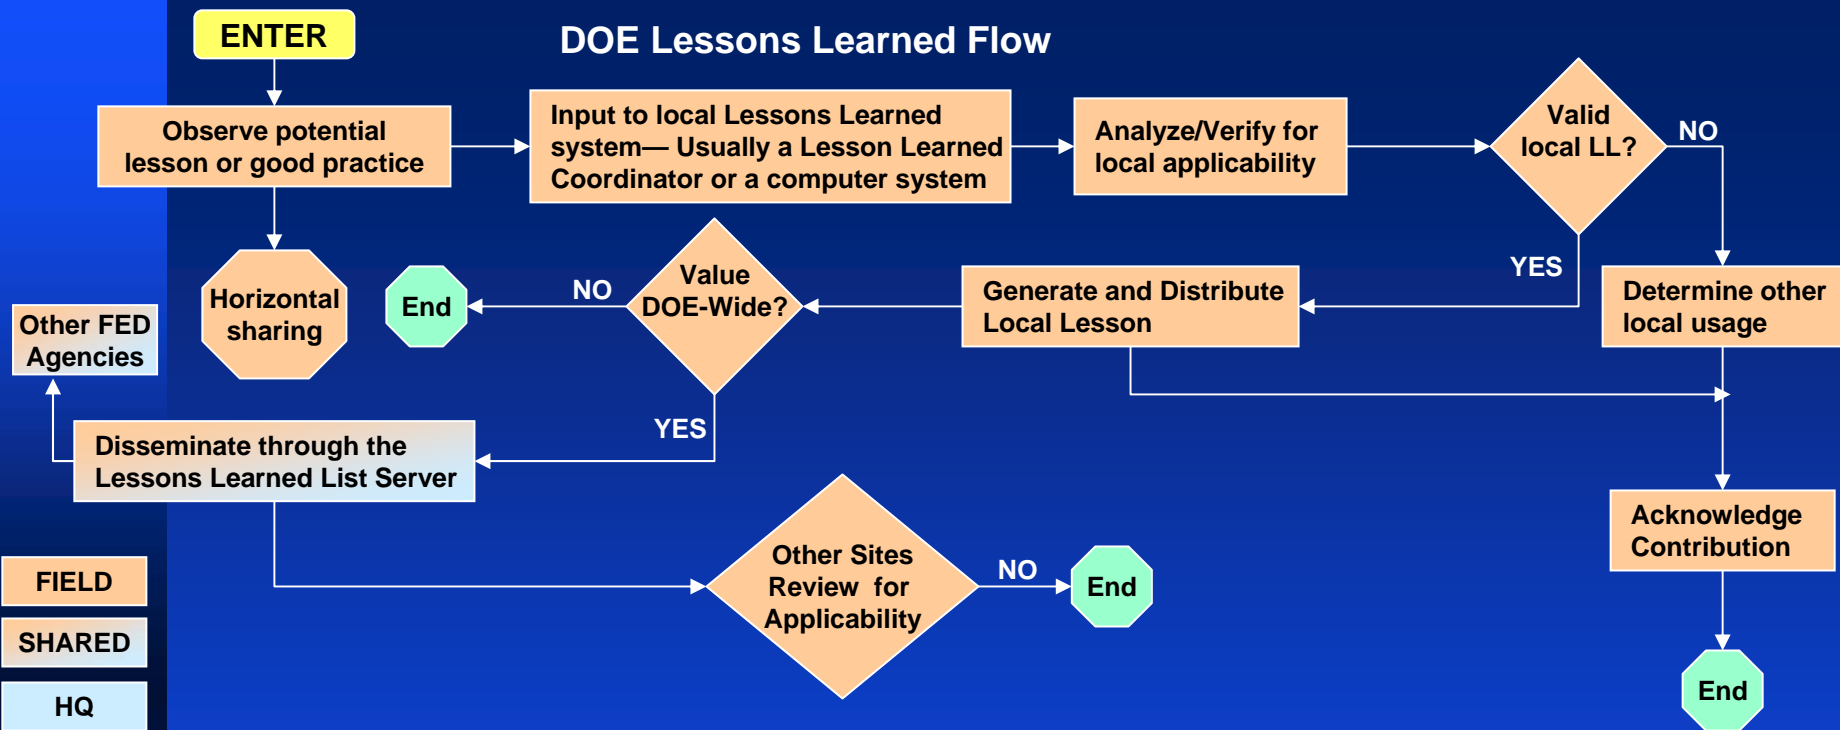 ENTER
DOE Lessons Learned Flow
Observe potential
lesson or good practice
Input to local Lessons Learned
system— Usually a Lesson Learned
Coordinator or a computer system
Analyze/Verify for
local applicability
Valid
local LL?
NO
YES
Determine other
local usage
Generate and Distribute
Local Lesson
Value
DOE-Wide?
NO
End
Horizontal
sharing
Other FED
Agencies
YES
Disseminate through the
Lessons Learned List Server
Other Sites
Review for
Applicability
NO
End
Acknowledge
Contribution
End
FIELD
SHARED
HQ